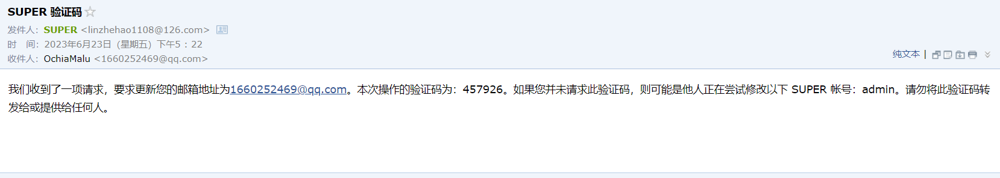 SUPER 验证码
发件人：SUPER <linzhehao1108@126.com>
时　间：2023年6月23日（星期五）下午5：22
收件人：OchiaMalu <1660252469@qq.com>
纯文本 |
我们收到了一项请求，要求更新您的邮箱地址为1660252469@qq.com。本次操作的验证码为：457926。如果您并未请求此验证码，则可能是他人正在尝试修改以下 SUPER 帐号：admin。请勿将此验证码转
发给或提供给任何人。